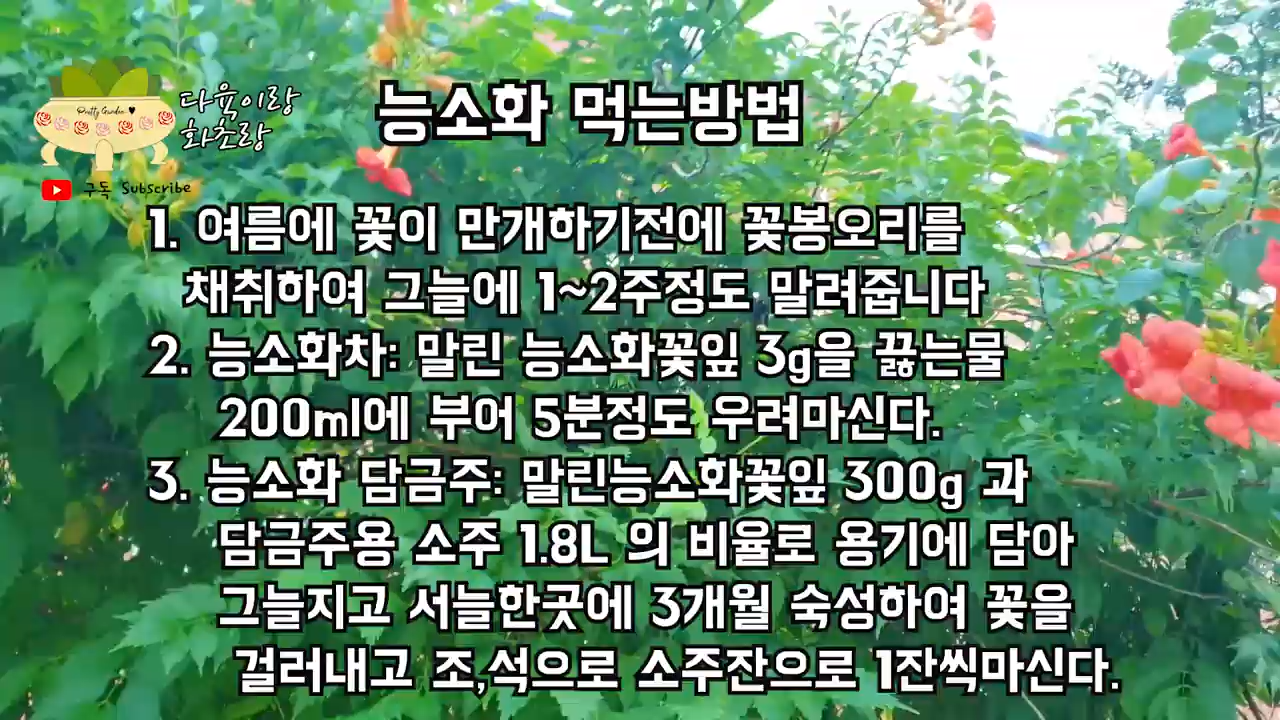 능소화 먹는방법
Pretty Garden ♥
다육이랑
화초랑
구독 Subscribe
1. 여름에 꽃이 만개하기전에 꽃봉오리를
채취하여 그늘에 1~2주정도 말려줍니다
2. 능소화차: 말린 능소화꽃잎 3g을 끓는물
200ml에 부어 5분정도 우려마신다.
3. 능소화 담금주: 말린능소화꽃잎 300g 과
담금주용 소주 1.8L 의 비율로 용기에 담아
그늘지고 서늘한곳에 3개월 숙성하여 꽃을
걸러내고 조,석으로 소주잔으로 1잔씩마신다.